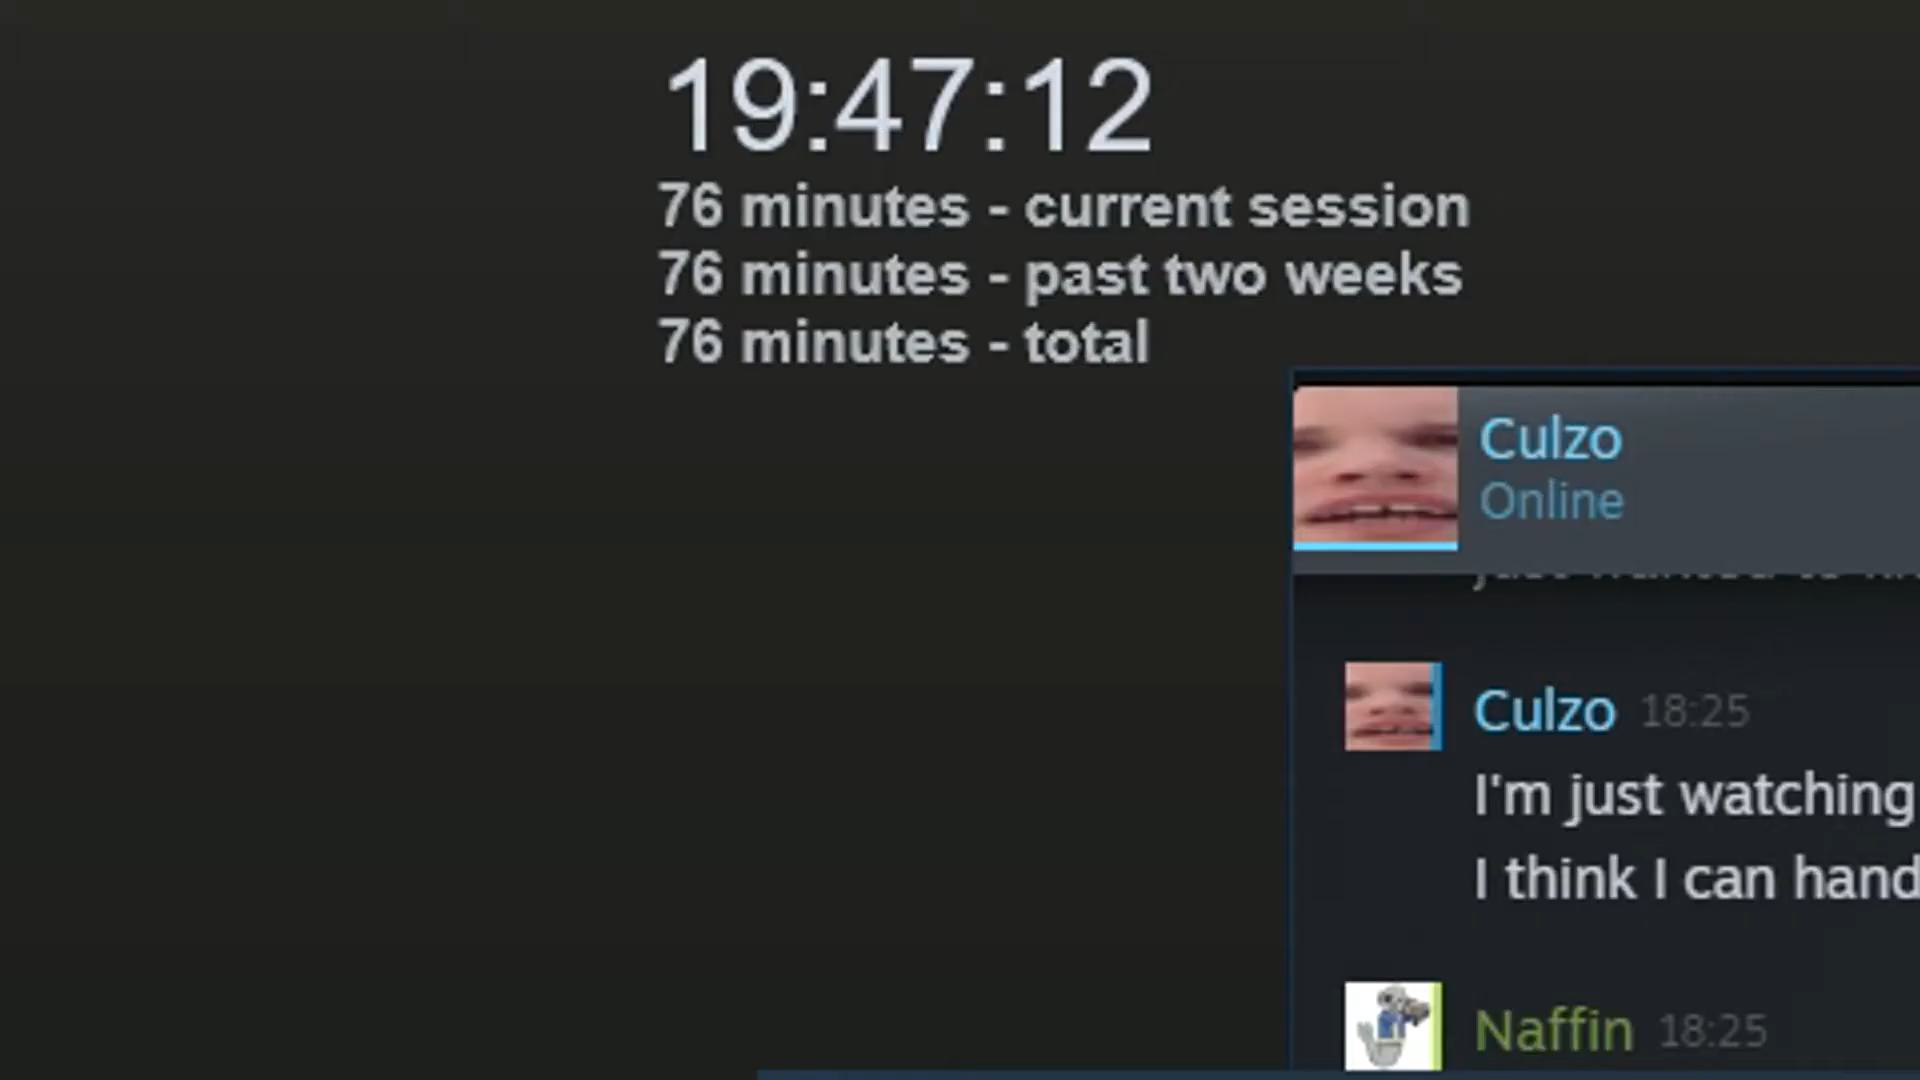 19:47:12
76 minutes - current session
76 minutes - past two weeks
76 minutes - total
Culzo
Online
Culzo 18:25
I'm just watching
I think I can hand
Naffin 18:25